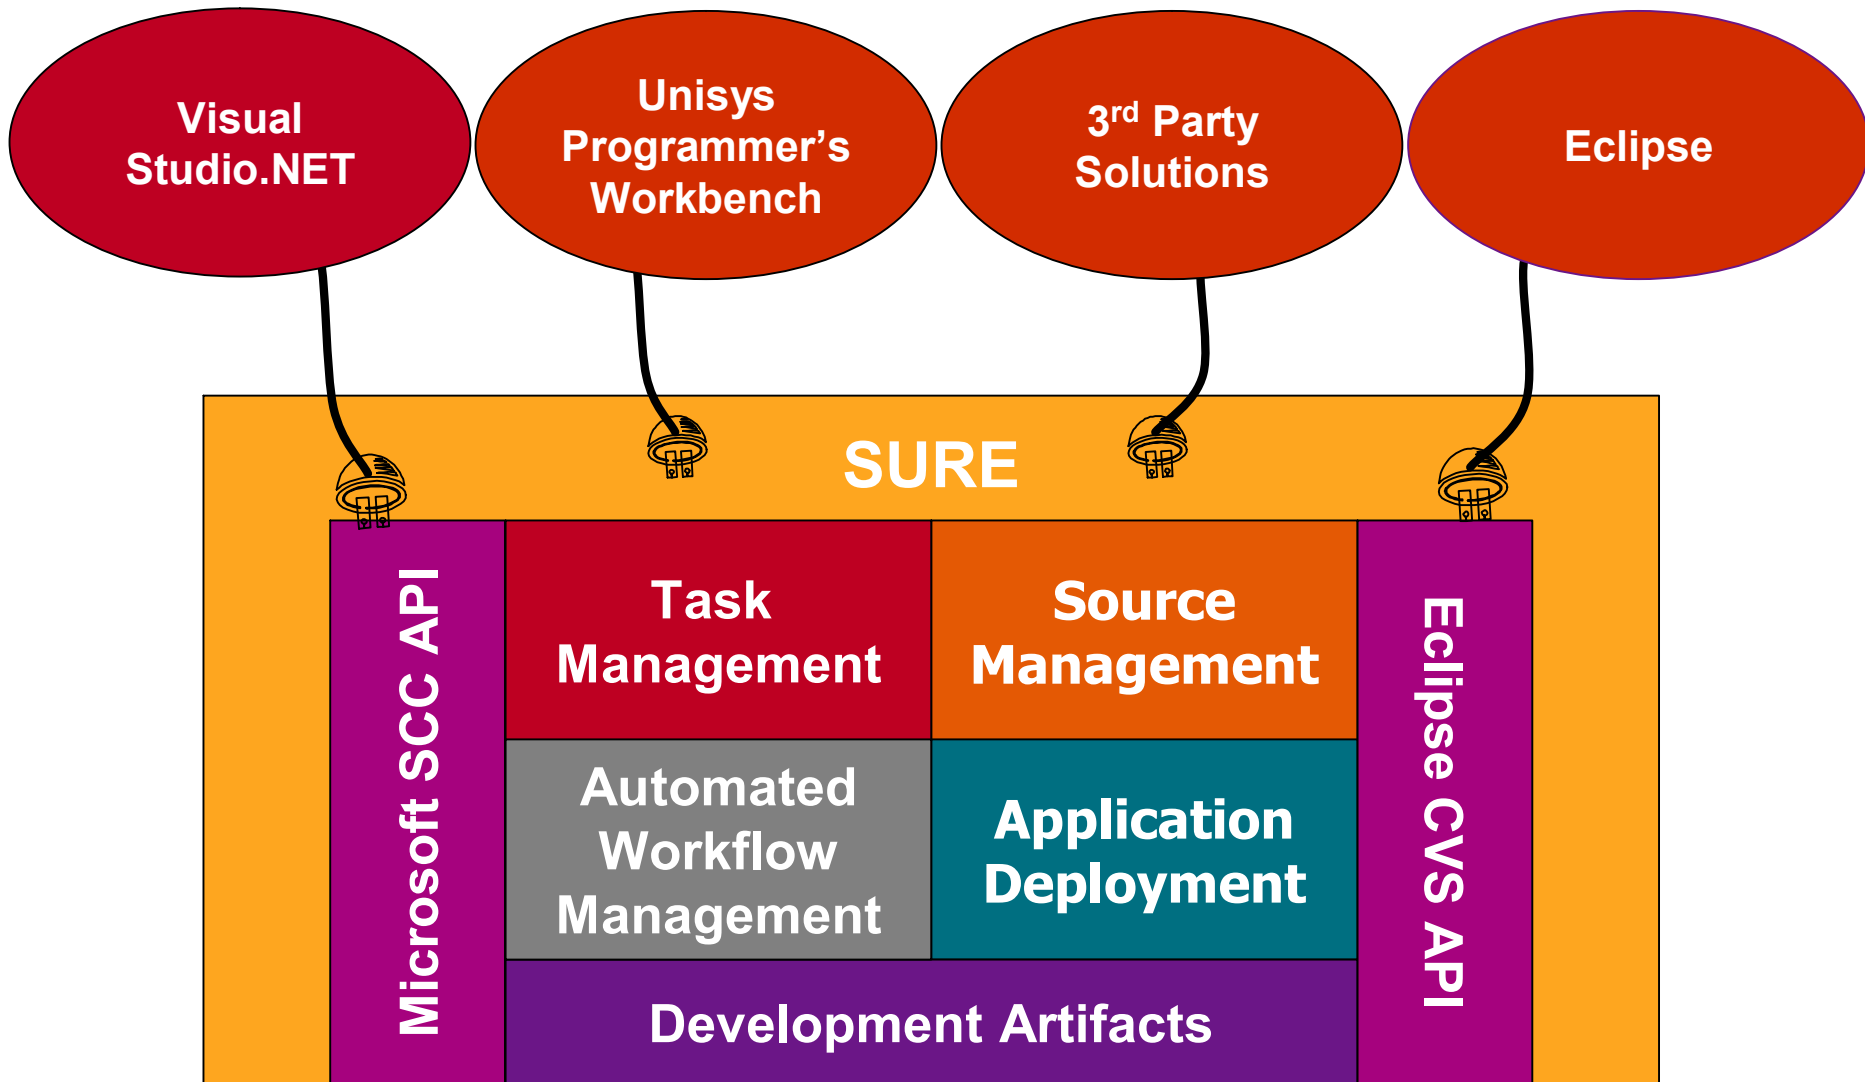 Visual
Studio.NET
Unisys
Programmer’s
Workbench
3rd Party
Solutions
Eclipse
SURE
Microsoft SCC API
Task
Management
Source
Management
Automated
Workflow
Management
Application
Deployment
Development Artifacts
Eclipse CVS API